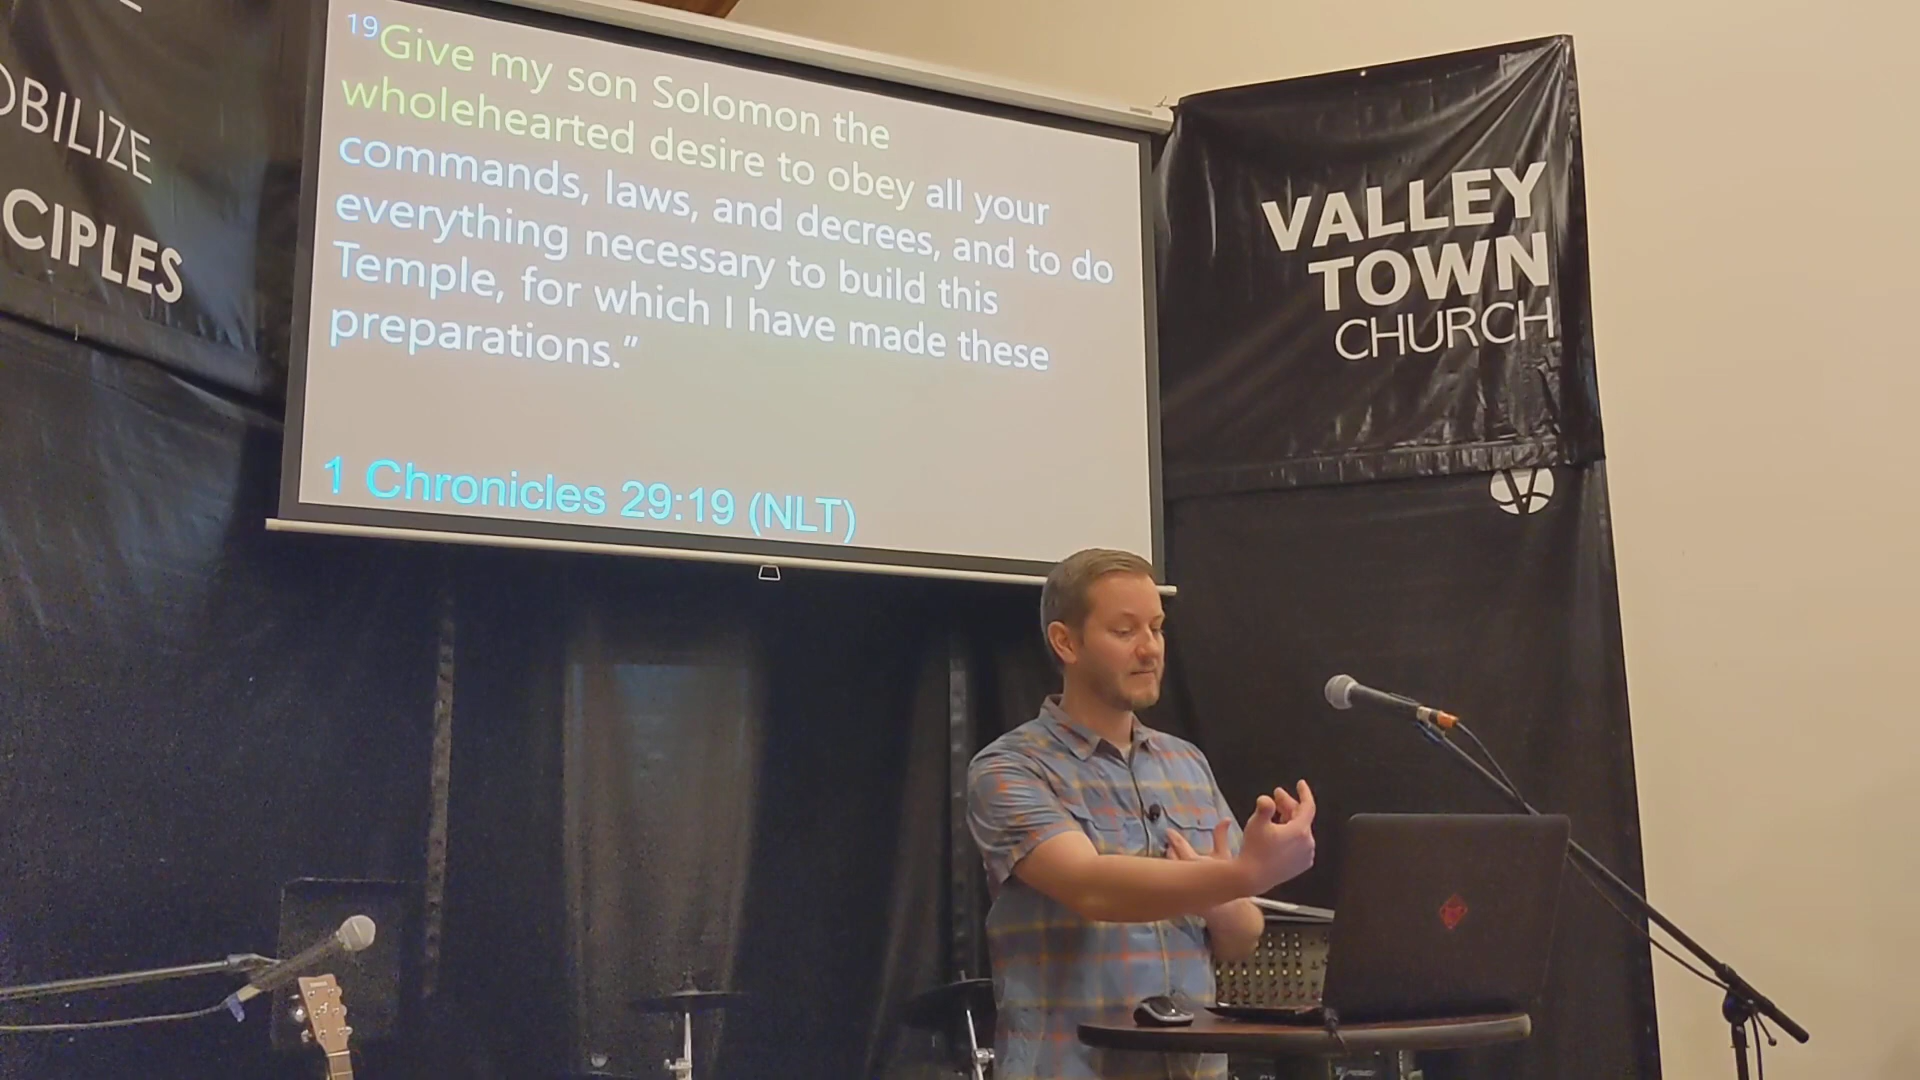 OBILIZE
CIPLES
19Give my son Solomon the
wholehearted desire to obey all your
commands, laws, and decrees, and to do
everything necessary to build this
Temple, for which I have made these
preparations.”
1 Chronicles 29:19 (NLT)
VALLEY
TOWN
CHURCH